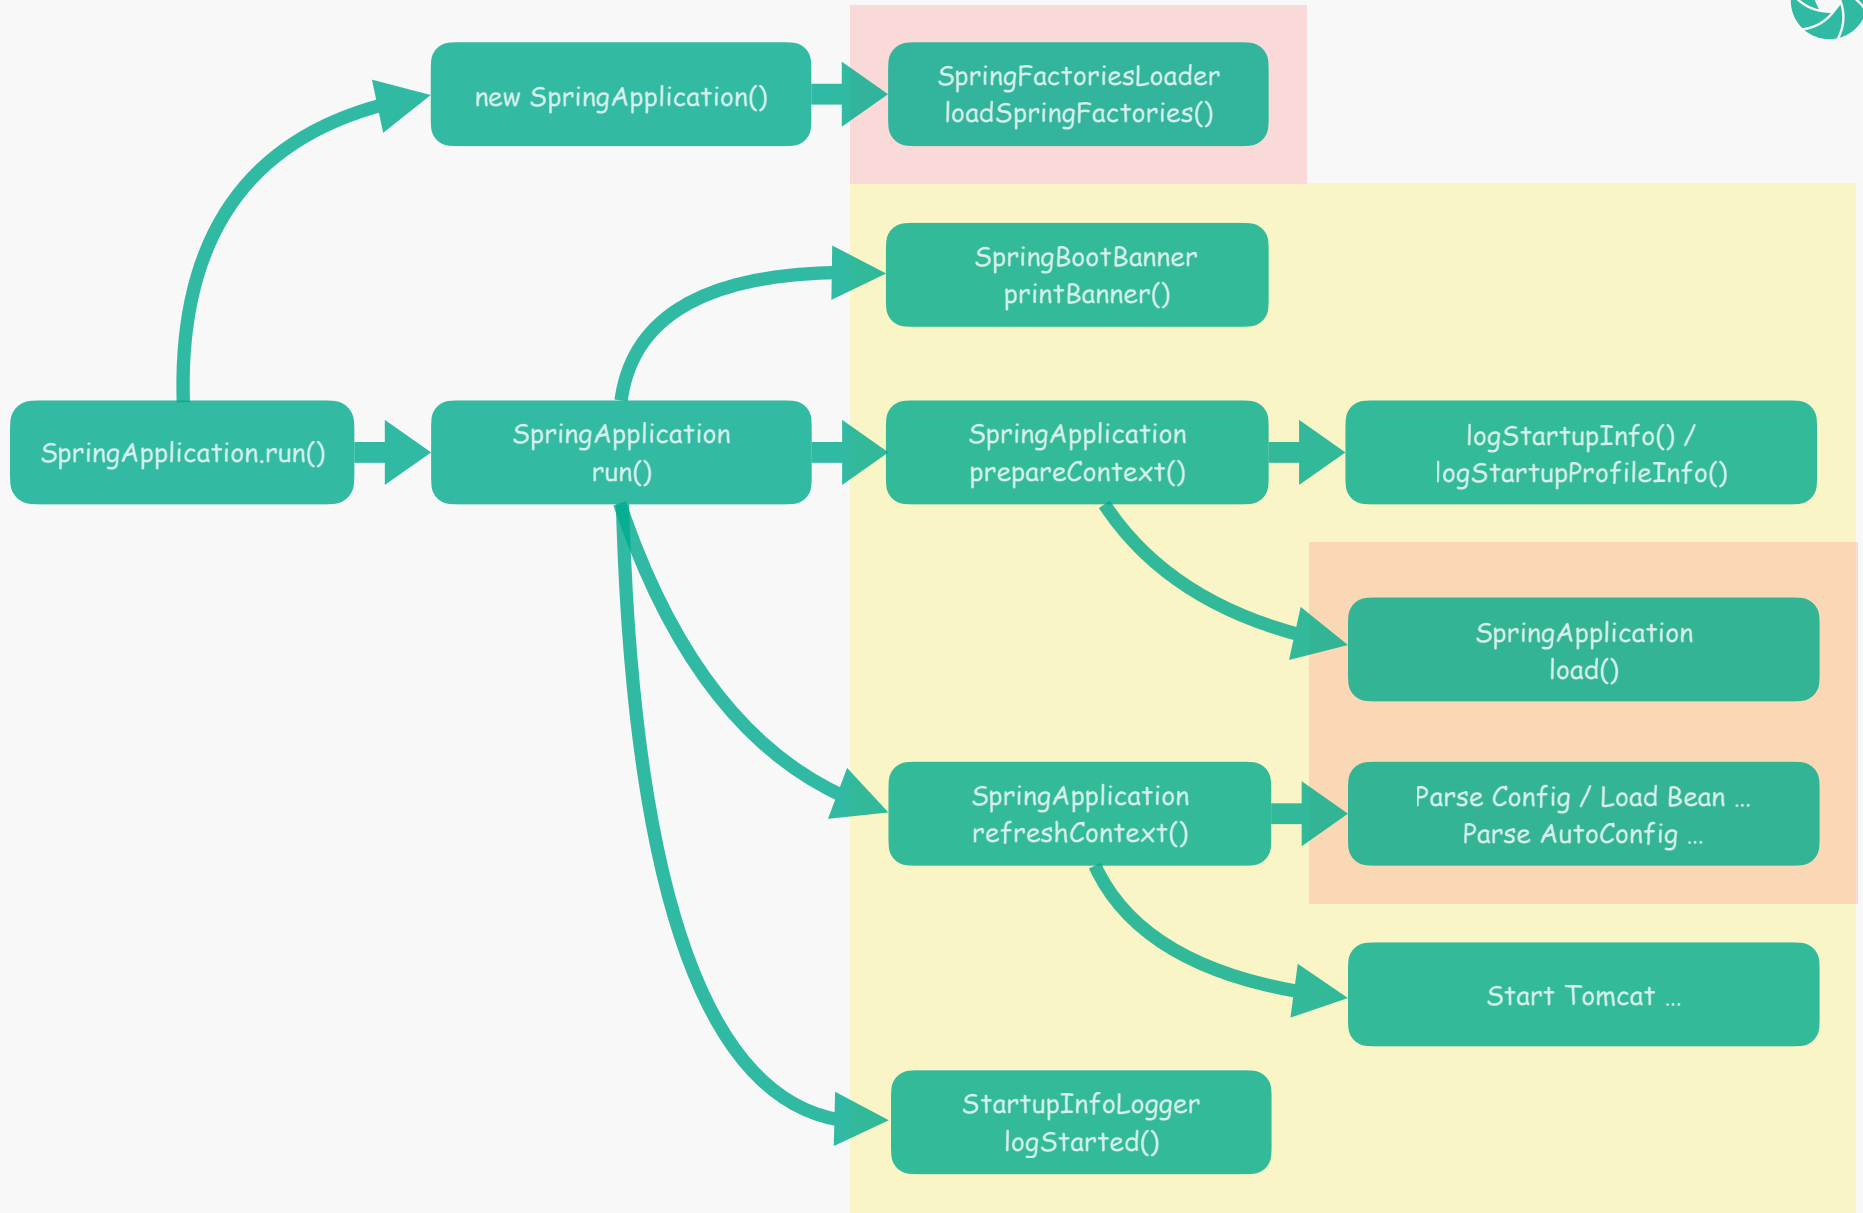 new SpringApplication()
SpringFactoriesLoader
loadSpringFactories()
SpringBootBanner
printBanner()
SpringApplication.run()
SpringApplication
run()
SpringApplication
prepareContext()
logStartupInfo() /
logStartupProfileInfo()
SpringApplication
load()
SpringApplication
refreshContext()
Parse Config / Load Bean ...
Parse AutoConfig ...
Start Tomcat ...
StartupInfoLogger
logStarted()